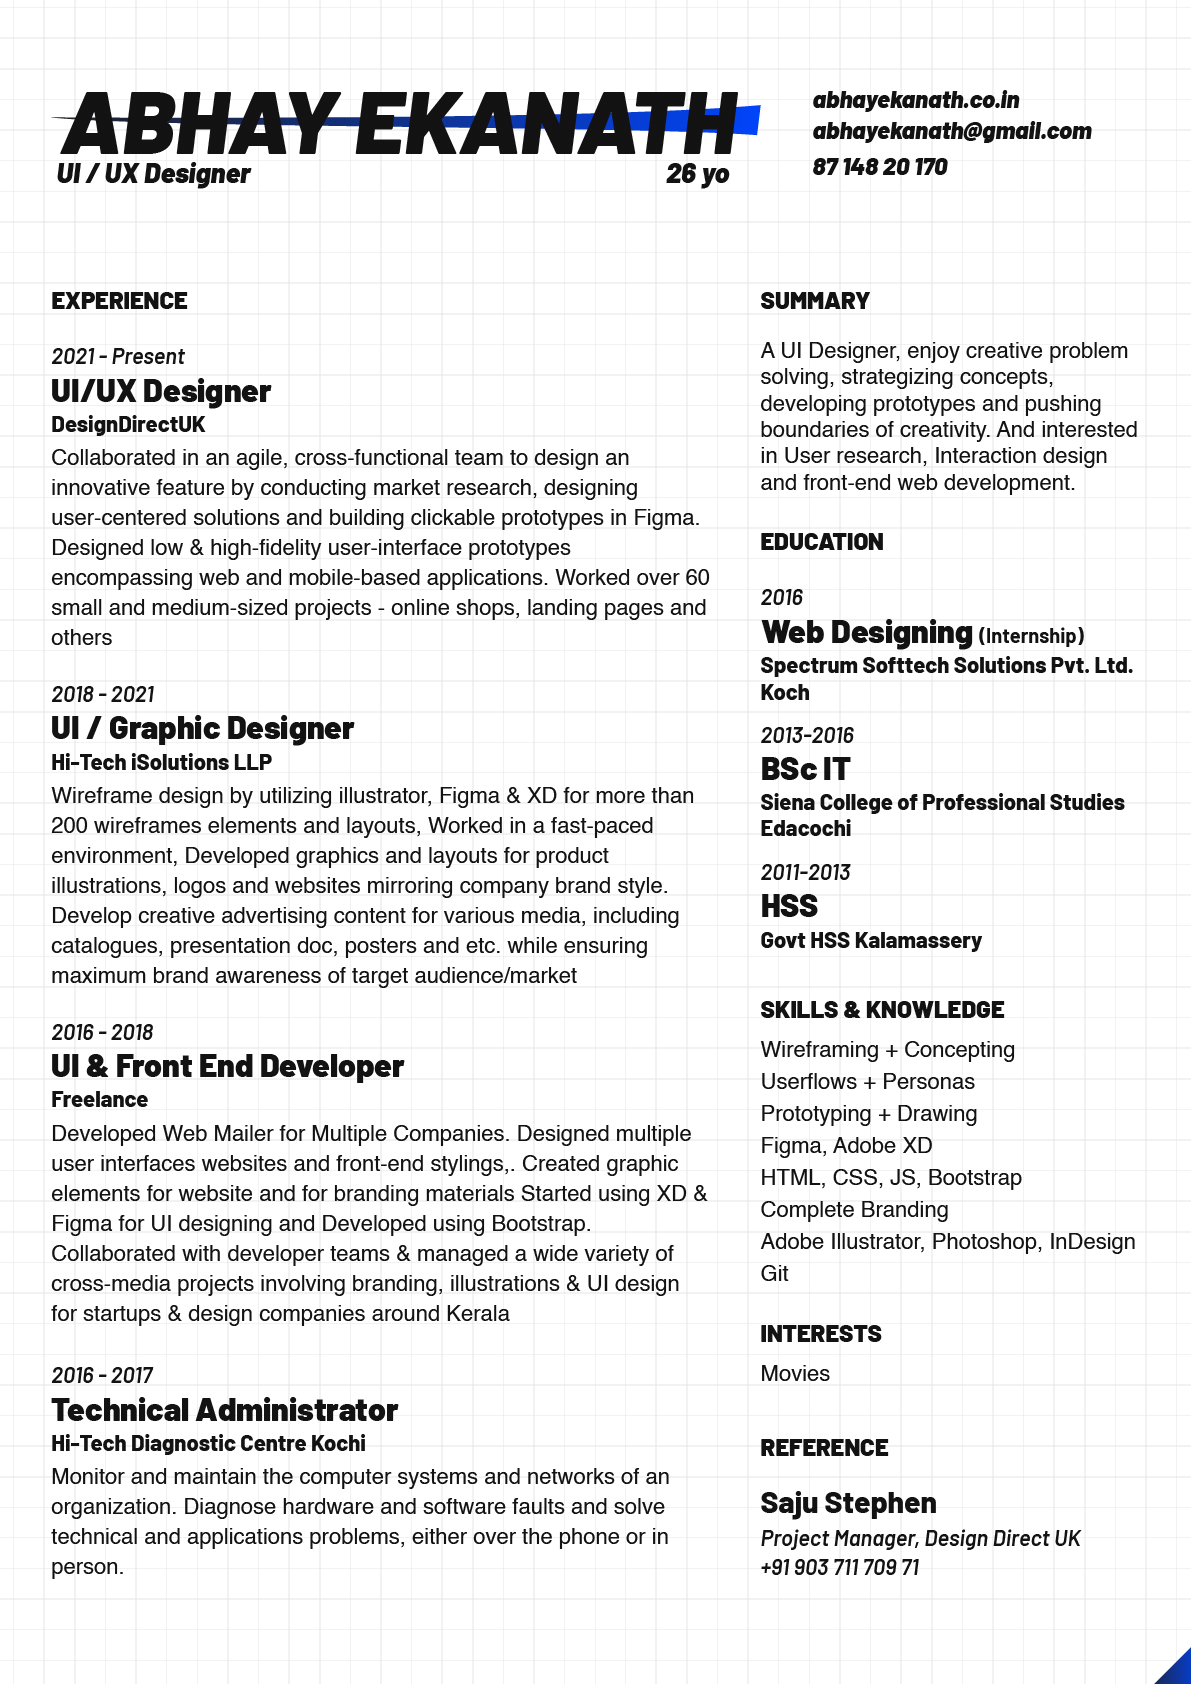 ABHAY EKANATH
UI / UX Designer
26 yo
abhayekanath.co.in
abhayekanath@gmail.com
87 148 20 170
EXPERIENCE
2021 - Present
UI/UX Designer
DesignDirectUK
Collaborated in an agile, cross-functional team to design an
innovative feature by conducting market research, designing
user-centered solutions and building clickable prototypes in Figma.
Designed low & high-fidelity user-interface prototypes
encompassing web and mobile-based applications. Worked over 60
small and medium-sized projects - online shops, landing pages and
others
2018 - 2021
UI / Graphic Designer
Hi-Tech iSolutions LLP
Wireframe design by utilizing illustrator, Figma & XD for more than
200 wireframes elements and layouts, Worked in a fast-paced
environment, Developed graphics and layouts for product
illustrations, logos and websites mirroring company brand style.
Develop creative advertising content for various media, including
catalogues, presentation doc, posters and etc. while ensuring
maximum brand awareness of target audience/market
2016 - 2018
UI & Front End Developer
Freelance
Developed Web Mailer for Multiple Companies. Designed multiple
user interfaces websites and front-end stylings,. Created graphic
elements for website and for branding materials Started using XD &
Figma for UI designing and Developed using Bootstrap.
Collaborated with developer teams & managed a wide variety of
cross-media projects involving branding, illustrations & UI design
for startups & design companies around Kerala
2016 - 2017
Technical Administrator
Hi-Tech Diagnostic Centre Kochi
Monitor and maintain the computer systems and networks of an
organization. Diagnose hardware and software faults and solve
technical and applications problems, either over the phone or in
person.
SUMMARY
A UI Designer, enjoy creative problem
solving, strategizing concepts,
developing prototypes and pushing
boundaries of creativity. And interested
in User research, Interaction design
and front-end web development.
EDUCATION
2016
Web Designing (Internship)
Spectrum Softtech Solutions Pvt. Ltd.
Koch
2013-2016
BSc IT
Siena College of Professional Studies
Edacochi
2011-2013
HSS
Govt HSS Kalamassery
SKILLS & KNOWLEDGE
Wireframing + Concepting
Userflows + Personas
Prototyping + Drawing
Figma, Adobe XD
HTML, CSS, JS, Bootstrap
Complete Branding
Adobe Illustrator, Photoshop, InDesign
Git
INTERESTS
Movies
REFERENCE
Saju Stephen
Project Manager, Design Direct UK
+91 903 711 709 71